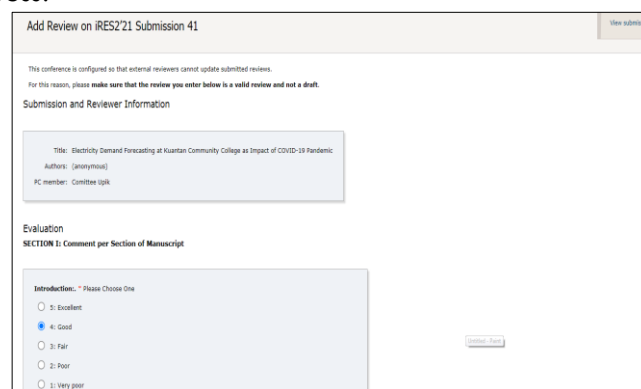 Add Review on iRES2'21 Submission 41
View submis
This conference is configured so that external reviewers cannot update submitted reviews.
For this reason, please make sure that the review you enter below is a valid review and not a draft.
Submission and Reviewer Information
Title: Electricity Demand Forecasting at Kuantan Community College as Impact of COVID-19 Pandemic
Authors: (anonymous)
PC member: Comittee Upik
Evaluation
SECTION I: Comment per Section of Manuscript
Introduction:. * Please Choose One
5: Excellent
4: Good
3: Fair
2: Poor
1: Very poor
Untitled - Paint